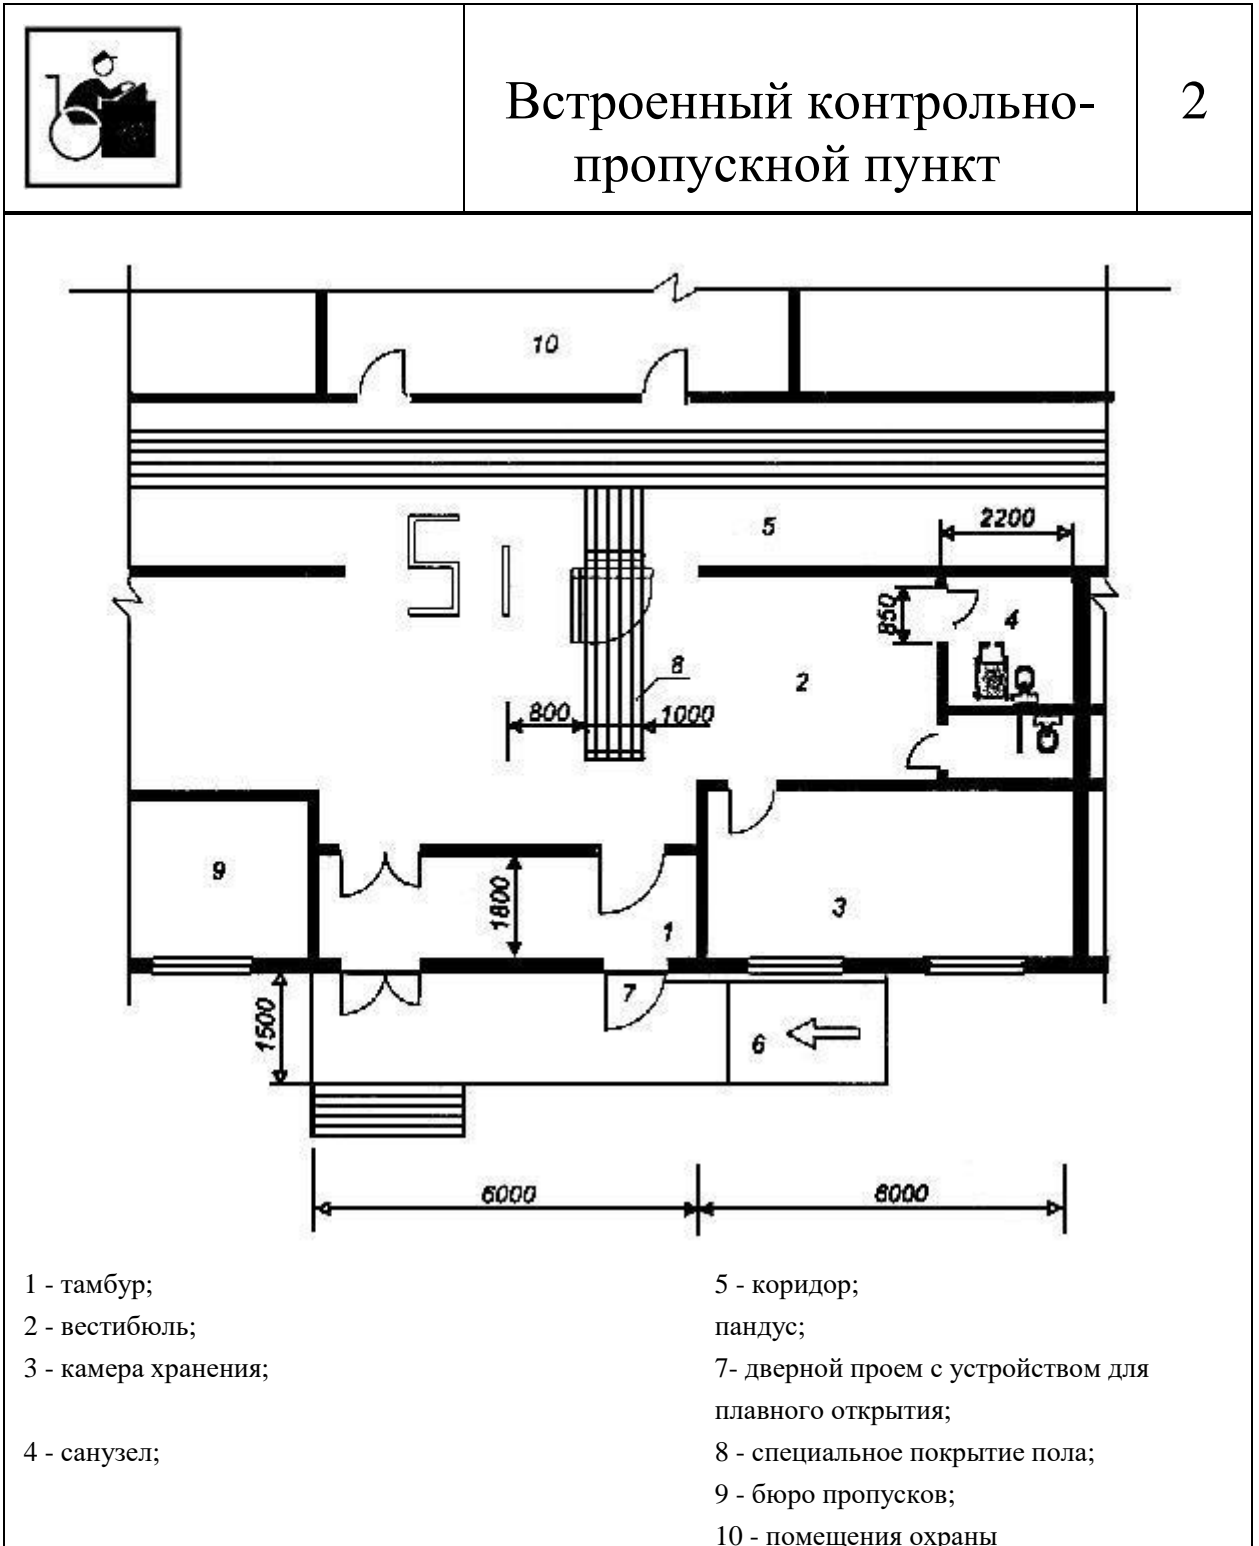 Встроенный контрольно-
пропускной пункт
2
10
5
2200
850
4
8
2
800
1000
9
1800
3
1
7
1500
6
6000
6000
1 - тамбур;
2 - вестибюль;
3 - камера хранения;
4 - санузел;
5 - коридор;
пандус;
7- дверной проем с устройством для
плавного открытия;
8 - специальное покрытие пола;
9 - бюро пропусков;
10 - помещения охраны